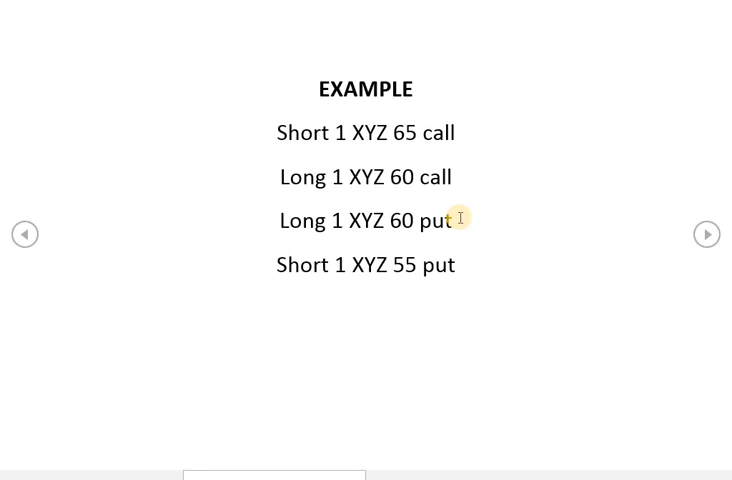 EXAMPLE
Short 1 XYZ 65 call
Long 1 XYZ 60 call
Long 1 XYZ 60 put
Short 1 XYZ 55 put